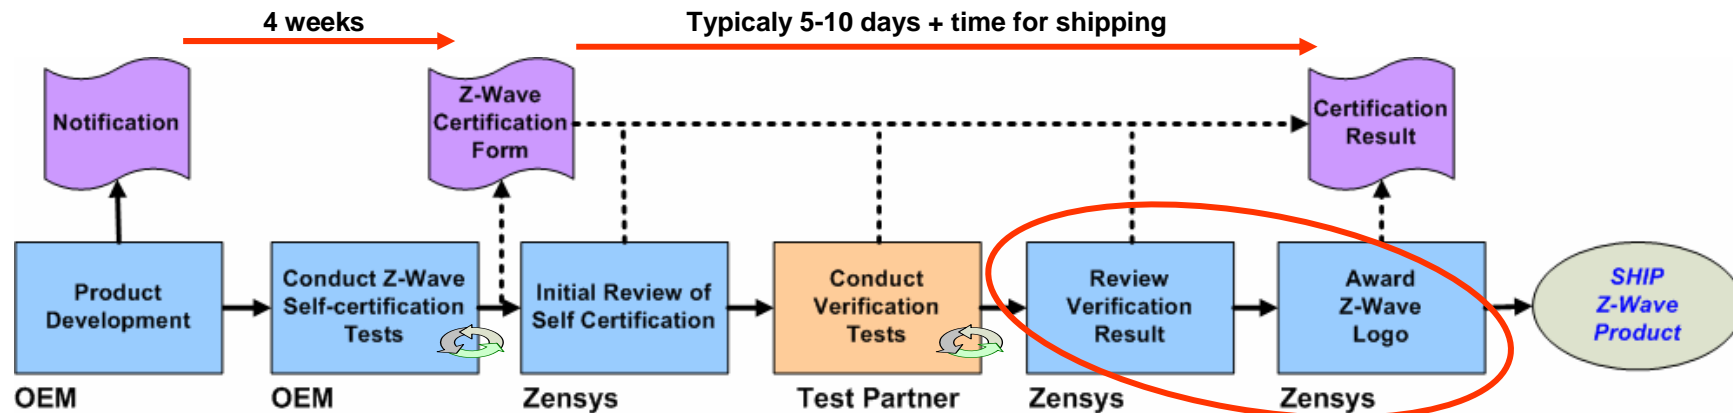 4 weeks
Typicaly 5-10 days + time for shipping
Notification
Z-Wave
Certification
Form
Certification
Result
Product
Development
Conduct Z-Wave
Self-certification
Tests
Initial Review of
Self Certification
Conduct
Verification
Tests
Review
Verification
Result
Award
Z-Wave
Logo
SHIP
Z-Wave
Product
OEM
OEM
Zensys
Test Partner
Zensys
Zensys